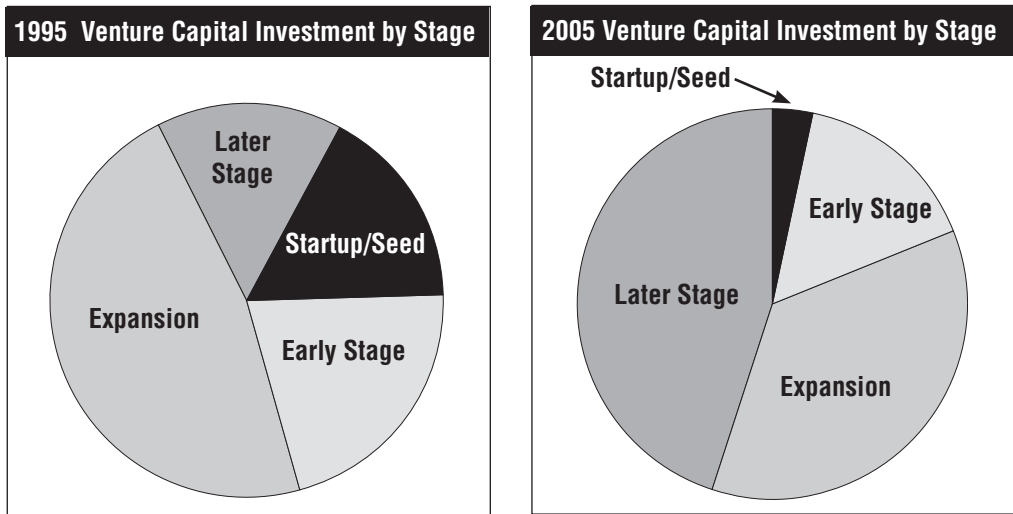 1995 Venture Capital Investment by Stage
Later
Stage
Startup/Seed
Expansion
Early Stage
2005 Venture Capital Investment by Stage
Startup/Seed
Early Stage
Later Stage
Expansion